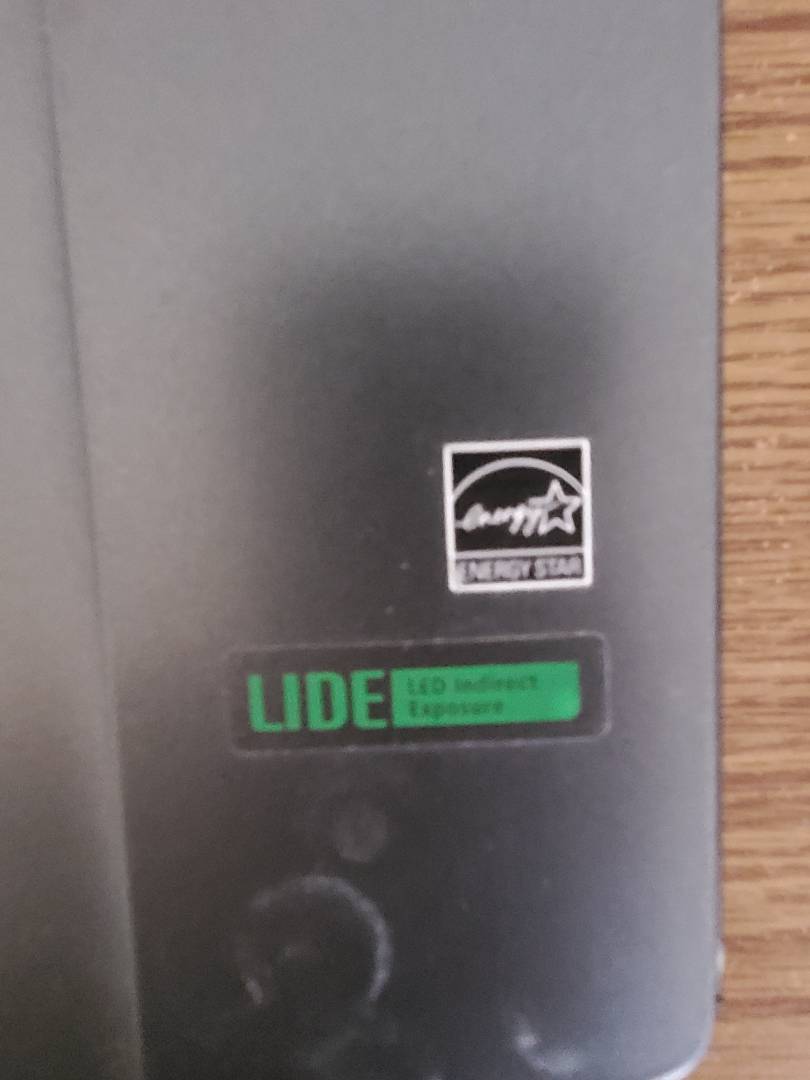 energy
ENERGY STAR
LIDE
LED Indirect
Exposure